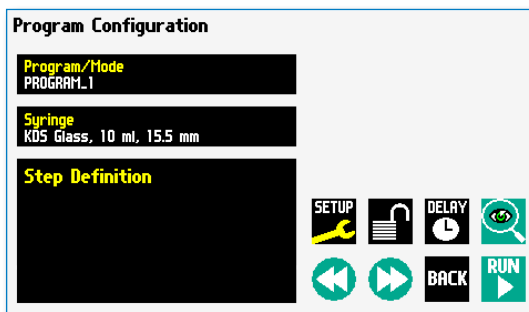 Program Configuration
Program/Mode
PROGRAM_1
Syringe
KDS Glass, 10 ml, 15.5 mm
Step Definition
SETUP
DELAY
BACK
RUN